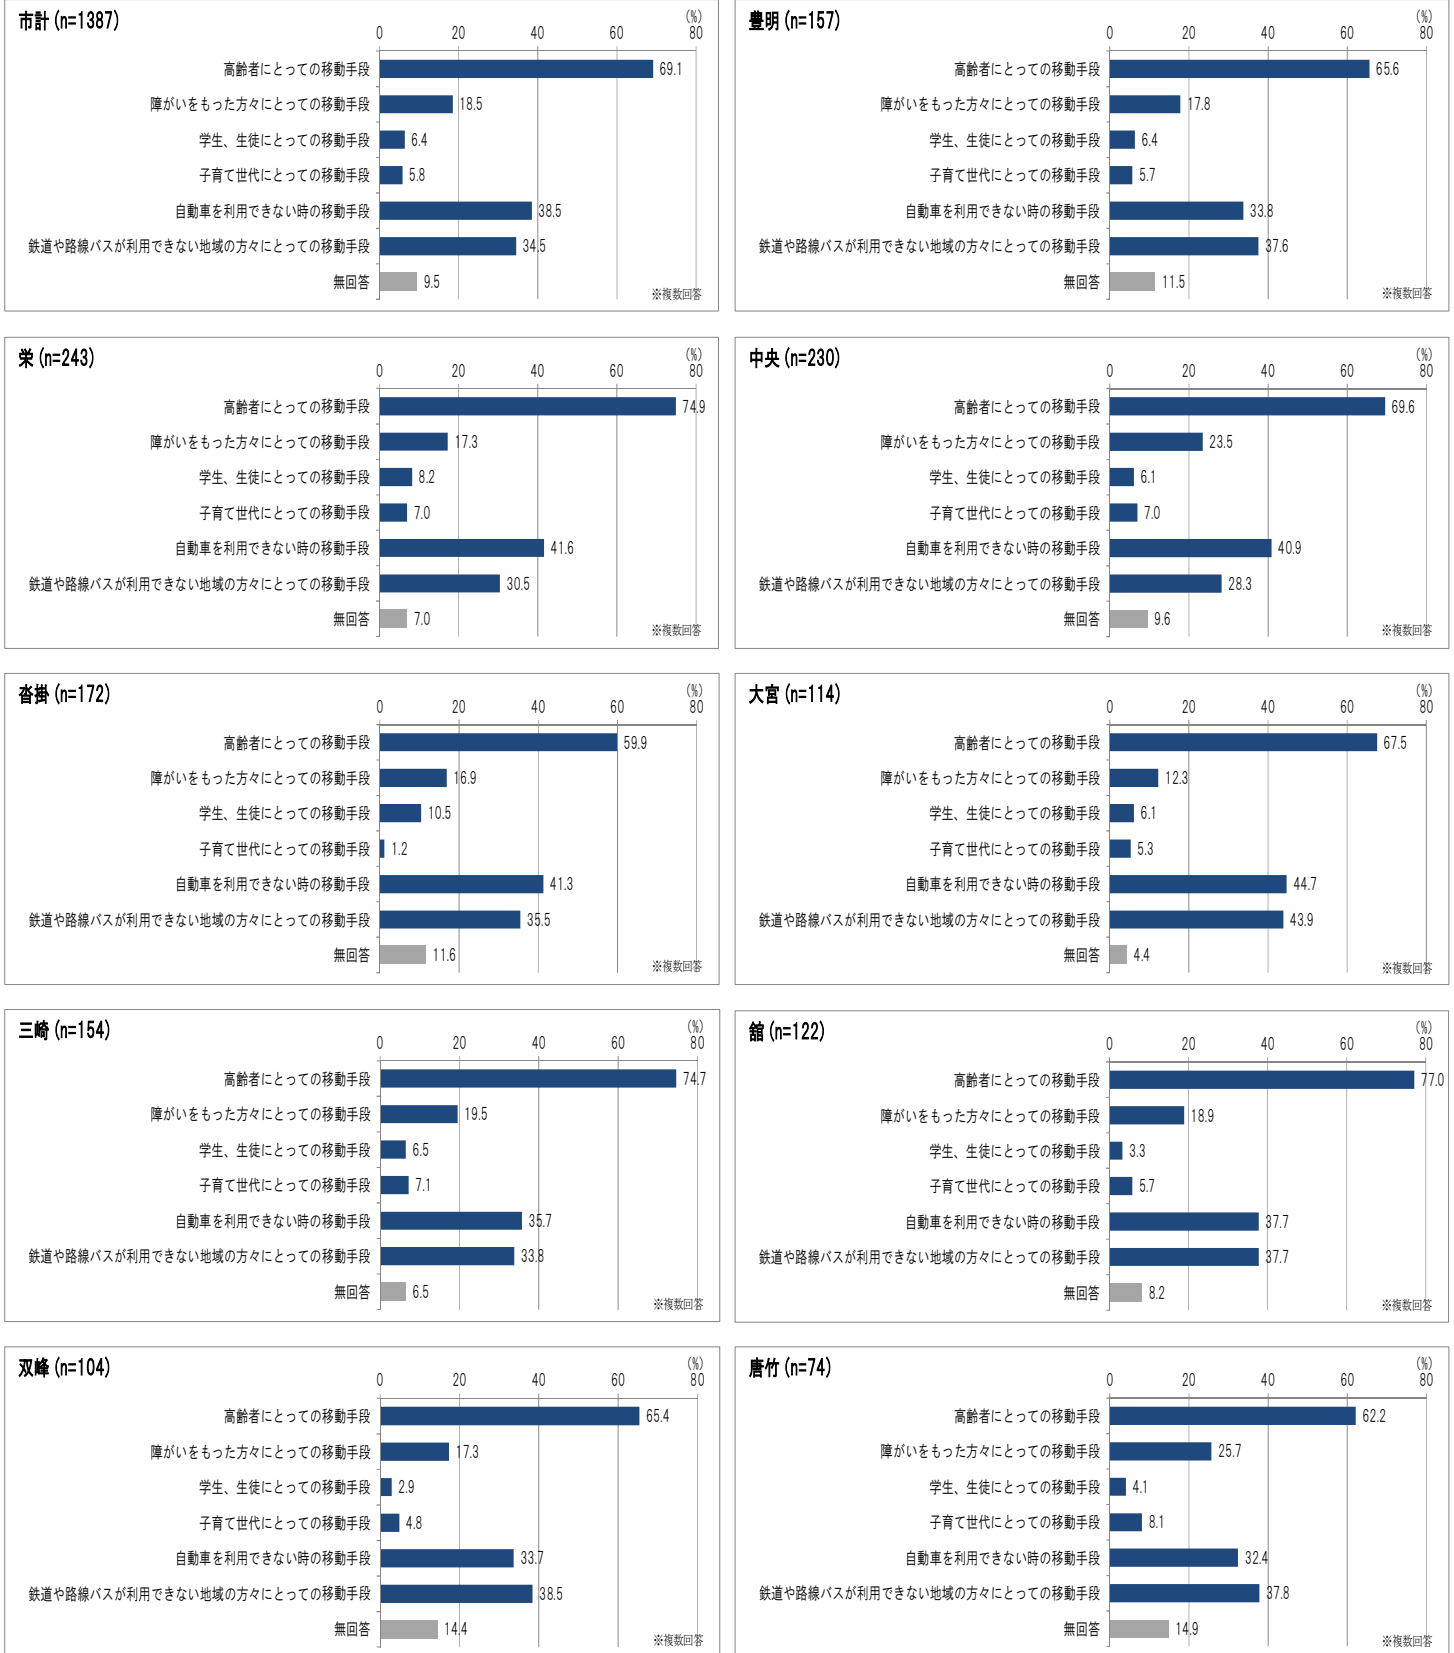 市計 (n=1387)
(%)
0 20 40 60 80
高齢者にとっての移動手段 69.1
障がいをもった方々にとっての移動手段 18.5
学生、生徒にとっての移動手段 6.4
子育て世代にとっての移動手段 5.8
自動車を利用できない時の移動手段 38.5
鉄道や路線バスが利用できない地域の方々にとっての移動手段 34.5
無回答 9.5
※複数回答
豊明 (n=157)
(%)
0 20 40 60 80
高齢者にとっての移動手段 65.6
障がいをもった方々にとっての移動手段 17.8
学生、生徒にとっての移動手段 6.4
子育て世代にとっての移動手段 5.7
自動車を利用できない時の移動手段 33.8
鉄道や路線バスが利用できない地域の方々にとっての移動手段 37.6
無回答 11.5
※複数回答
栄 (n=243)
(%)
0 20 40 60 80
高齢者にとっての移動手段 74.9
障がいをもった方々にとっての移動手段 17.3
学生、生徒にとっての移動手段 8.2
子育て世代にとっての移動手段 7.0
自動車を利用できない時の移動手段 41.6
鉄道や路線バスが利用できない地域の方々にとっての移動手段 30.5
無回答 7.0
※複数回答
中央 (n=230)
(%)
0 20 40 60 80
高齢者にとっての移動手段 69.6
障がいをもった方々にとっての移動手段 23.5
学生、生徒にとっての移動手段 6.1
子育て世代にとっての移動手段 7.0
自動車を利用できない時の移動手段 40.9
鉄道や路線バスが利用できない地域の方々にとっての移動手段 28.3
無回答 9.6
※複数回答
沓掛 (n=172)
(%)
0 20 40 60 80
高齢者にとっての移動手段 59.9
障がいをもった方々にとっての移動手段 16.9
学生、生徒にとっての移動手段 10.5
子育て世代にとっての移動手段 1.2
自動車を利用できない時の移動手段 41.3
鉄道や路線バスが利用できない地域の方々にとっての移動手段 35.5
無回答 11.6
※複数回答
大宮 (n=114)
(%)
0 20 40 60 80
高齢者にとっての移動手段 67.5
障がいをもった方々にとっての移動手段 12.3
学生、生徒にとっての移動手段 6.1
子育て世代にとっての移動手段 5.3
自動車を利用できない時の移動手段 44.7
鉄道や路線バスが利用できない地域の方々にとっての移動手段 43.9
無回答 4.4
※複数回答
三崎 (n=154)
(%)
0 20 40 60 80
高齢者にとっての移動手段 74.7
障がいをもった方々にとっての移動手段 19.5
学生、生徒にとっての移動手段 6.5
子育て世代にとっての移動手段 7.1
自動車を利用できない時の移動手段 35.7
鉄道や路線バスが利用できない地域の方々にとっての移動手段 33.8
無回答 6.5
※複数回答
舘 (n=122)
(%)
0 20 40 60 80
高齢者にとっての移動手段 77.0
障がいをもった方々にとっての移動手段 18.9
学生、生徒にとっての移動手段 3.3
子育て世代にとっての移動手段 5.7
自動車を利用できない時の移動手段 37.7
鉄道や路線バスが利用できない地域の方々にとっての移動手段 37.7
無回答 8.2
※複数回答
双峰 (n=104)
(%)
0 20 40 60 80
高齢者にとっての移動手段 65.4
障がいをもった方々にとっての移動手段 17.3
学生、生徒にとっての移動手段 2.9
子育て世代にとっての移動手段 4.8
自動車を利用できない時の移動手段 33.7
鉄道や路線バスが利用できない地域の方々にとっての移動手段 38.5
無回答 14.4
※複数回答
唐竹 (n=74)
(%)
0 20 40 60 80
高齢者にとっての移動手段 62.2
障がいをもった方々にとっての移動手段 25.7
学生、生徒にとっての移動手段 4.1
子育て世代にとっての移動手段 8.1
自動車を利用できない時の移動手段 32.4
鉄道や路線バスが利用できない地域の方々にとっての移動手段 37.8
無回答 14.9
※複数回答